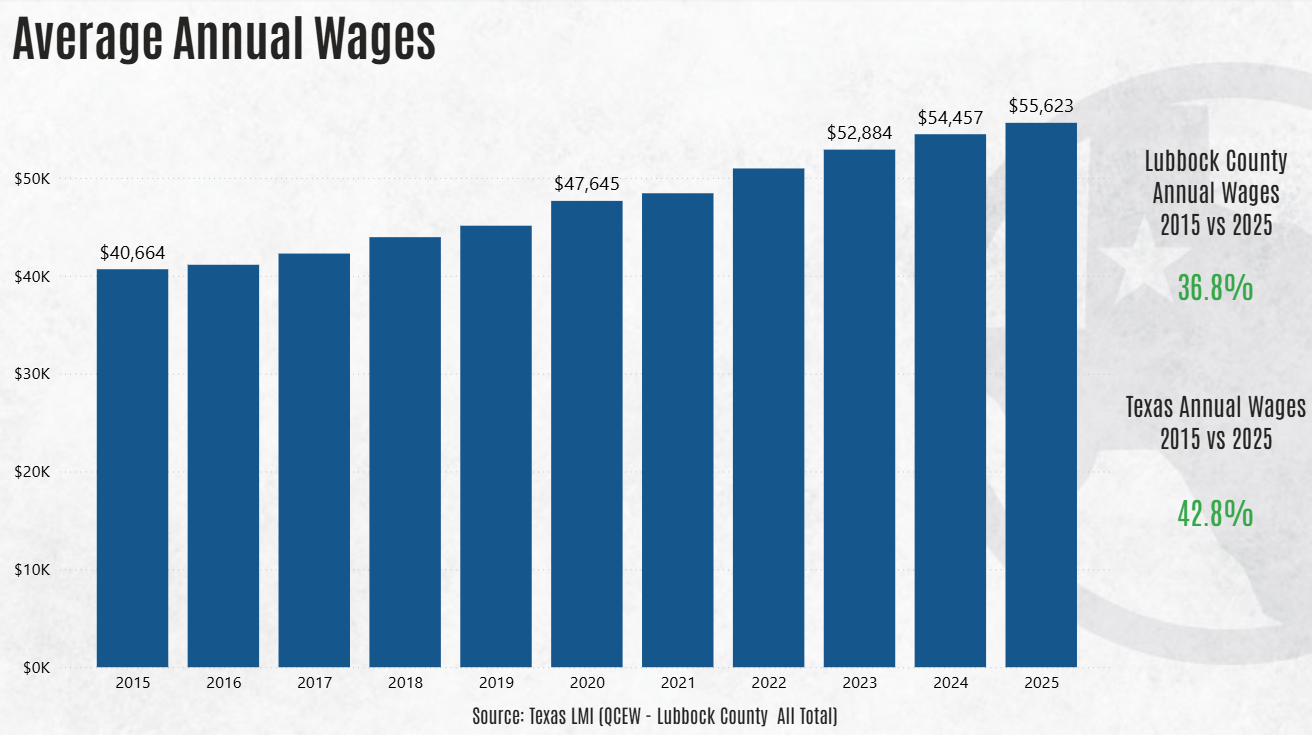 Average Annual Wages
$55,623
$54,457
$52,884
$47,645
$40,664
$50K
$40K
$30K
$20K
$10K
$0K
2015 2016 2017 2018 2019 2020 2021 2022 2023 2024 2025
Source: Texas LMI (QCEW - Lubbock County  All Total)
Lubbock County
Annual Wages
2015 vs 2025
36.8%
Texas Annual Wages
2015 vs 2025
42.8%